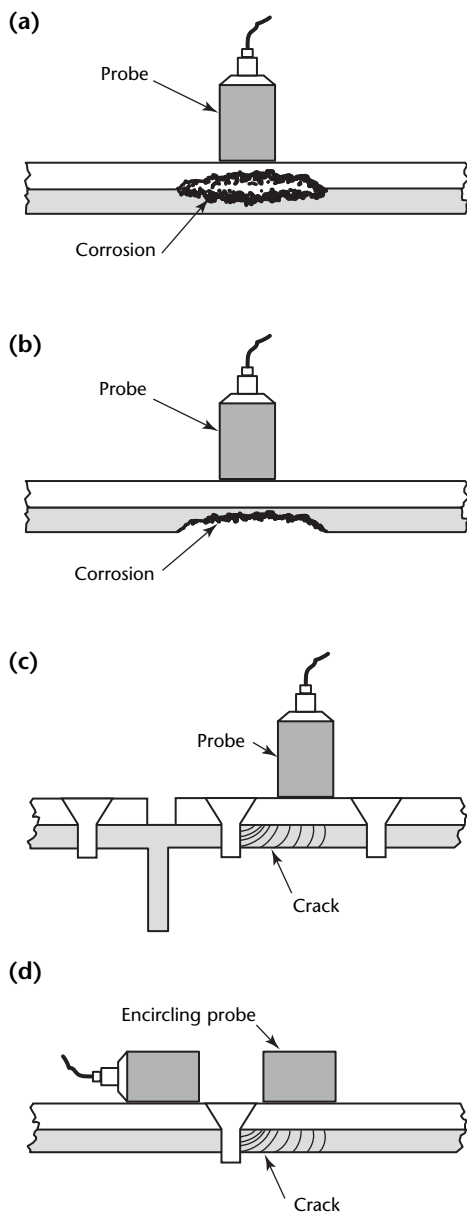 (a)
Probe
Corrosion
(b)
Probe
Corrosion
(c)
Probe
Crack
(d)
Encircling probe
Crack